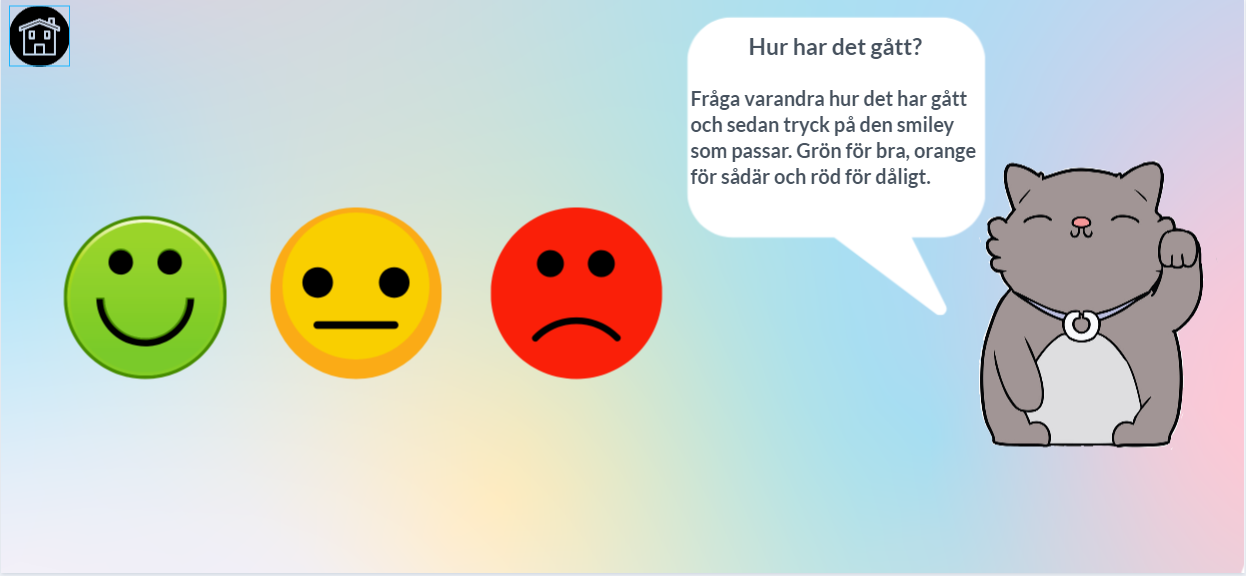 Hur har det gått?
Fråga varandra hur det har gått
och sedan tryck på den smiley
som passar. Grön för bra, orange
för sådär och röd för dåligt.